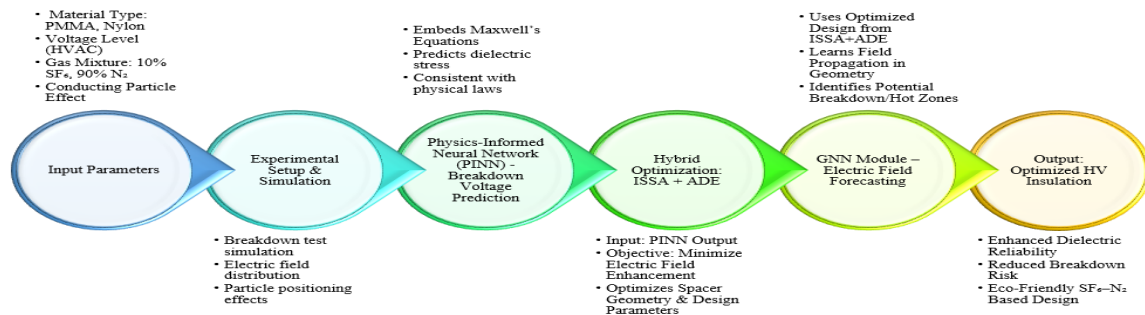 • Material Type:
PMMA, Nylon
• Voltage Level
(HVAC)
• Gas Mixture: 10%
SF₆, 90% N₂
• Conducting Particle
Effect
Input Parameters
Experimental
Setup &
Simulation
• Breakdown test
simulation
• Electric field
distribution
• Particle positioning
effects
• Embeds Maxwell's
Equations
• Predicts dielectric
stress
• Consistent with
physical laws
Physics-Informed
Neural Network
(PINN) -
Breakdown
Voltage
Prediction
Hybrid
Optimization:
ISSA + ADE
• Input: PINN Output
• Objective: Minimize
Electric Field
Enhancement
• Optimizes Spacer
Geometry & Design
Parameters
• Uses Optimized
Design from
ISSA+ADE
• Learns Field
Propagation in
Geometry
• Identifies Potential
Breakdown/Hot Zones
GNN Module –
Electric Field
Forecasting
Output:
Optimized HV
Insulation
• Enhanced Dielectric
Reliability
• Reduced Breakdown
Risk
• Eco-Friendly SF₆–N₂
Based Design